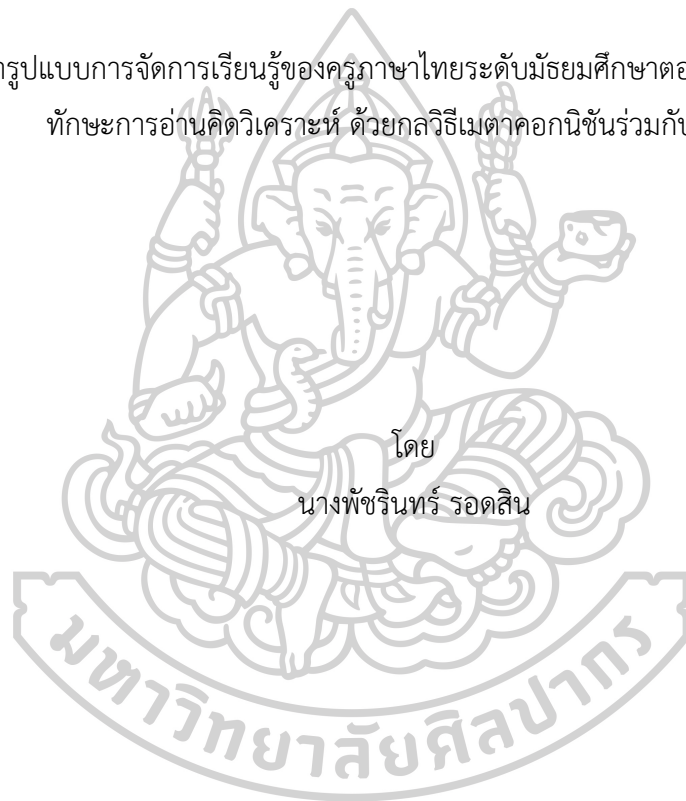 รูปแบบการจัดการเรียนรู้ของครูภาษาไทยระดับมัธยมศึกษา
ทักษะการอ่านคิดวิเคราะห์ ด้วยกลวิธีเมตาคอกนิชันร่วมกับ
โดย
นางพัชรินทร์ รอดสิน
มหาวิทยาลัยศิลปากร